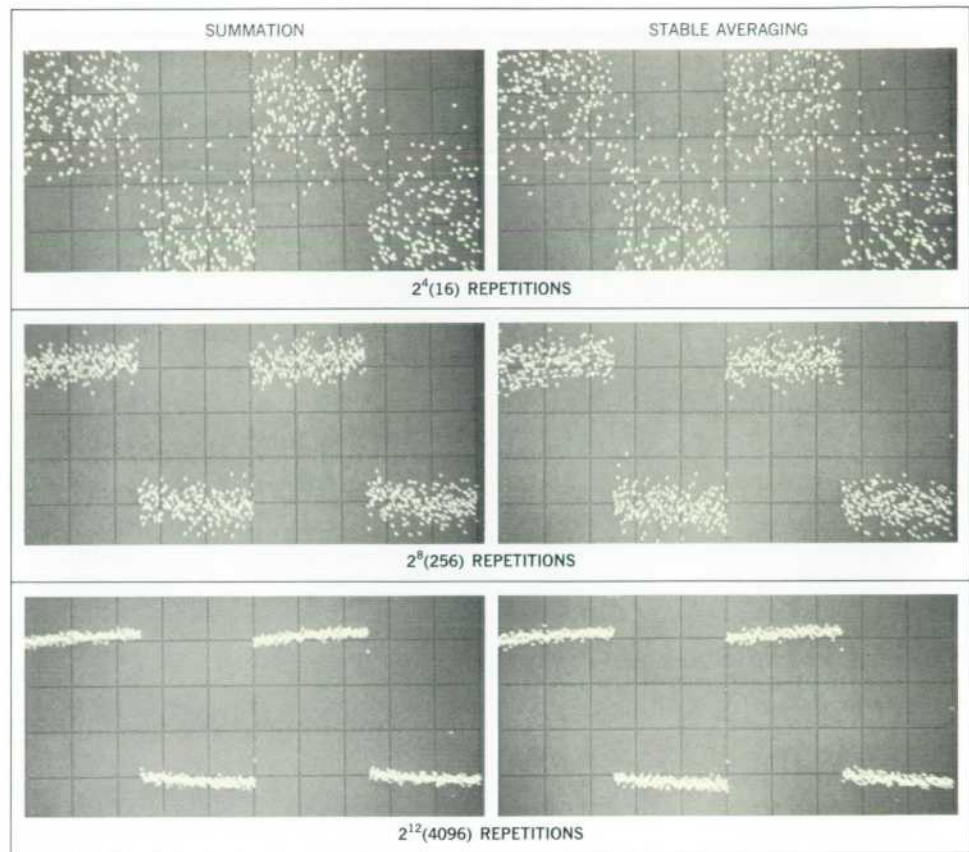 SUMMATION
STABLE AVERAGING
2⁴(16) REPETITIONS
2⁸(256) REPETITIONS
2¹²(4096) REPETITIONS